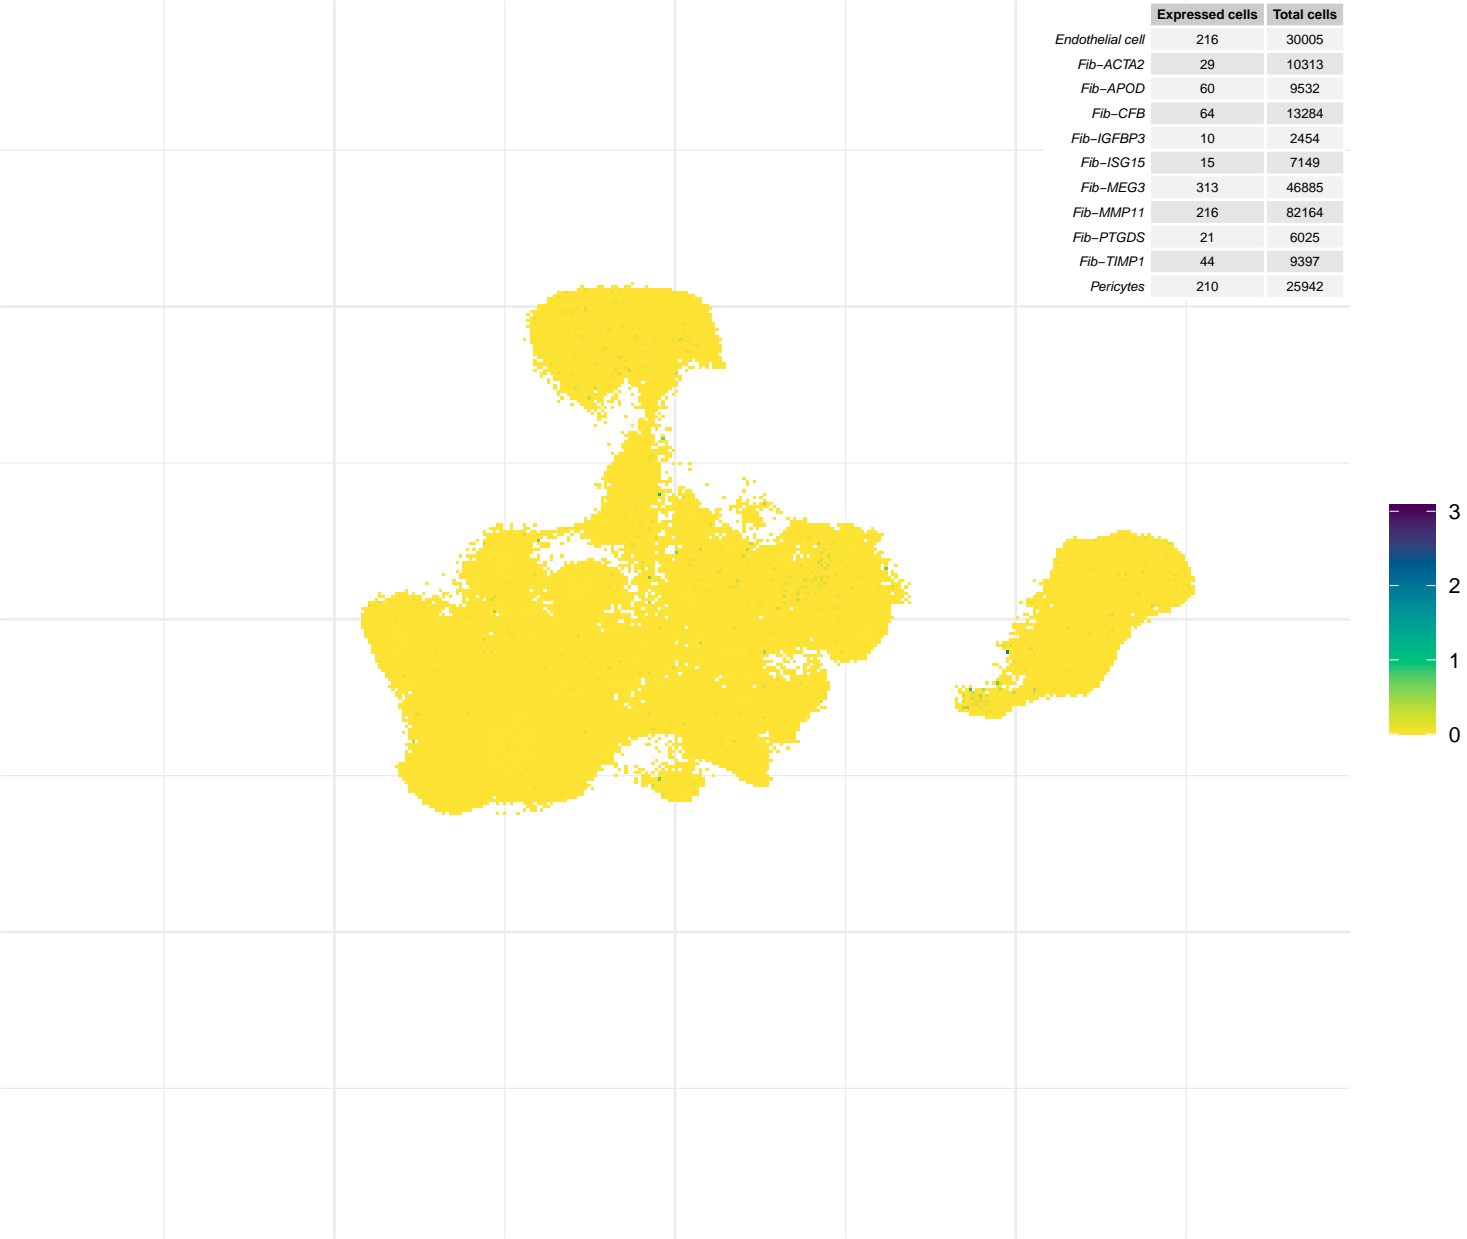 Expressed cells Total cells
Endothelial cell 216 30005
Fib−ACTA2 29 10313
Fib−APOD 60 9532
Fib−CFB 64 13284
Fib−IGFBP3 10 2454
Fib−ISG15 15 7149
Fib−MEG3 313 46885
Fib−MMP11 216 82164
Fib−PTGDS 21 6025
Fib−TIMP1 44 9397
Pericytes 210 25942
3
2
1
0